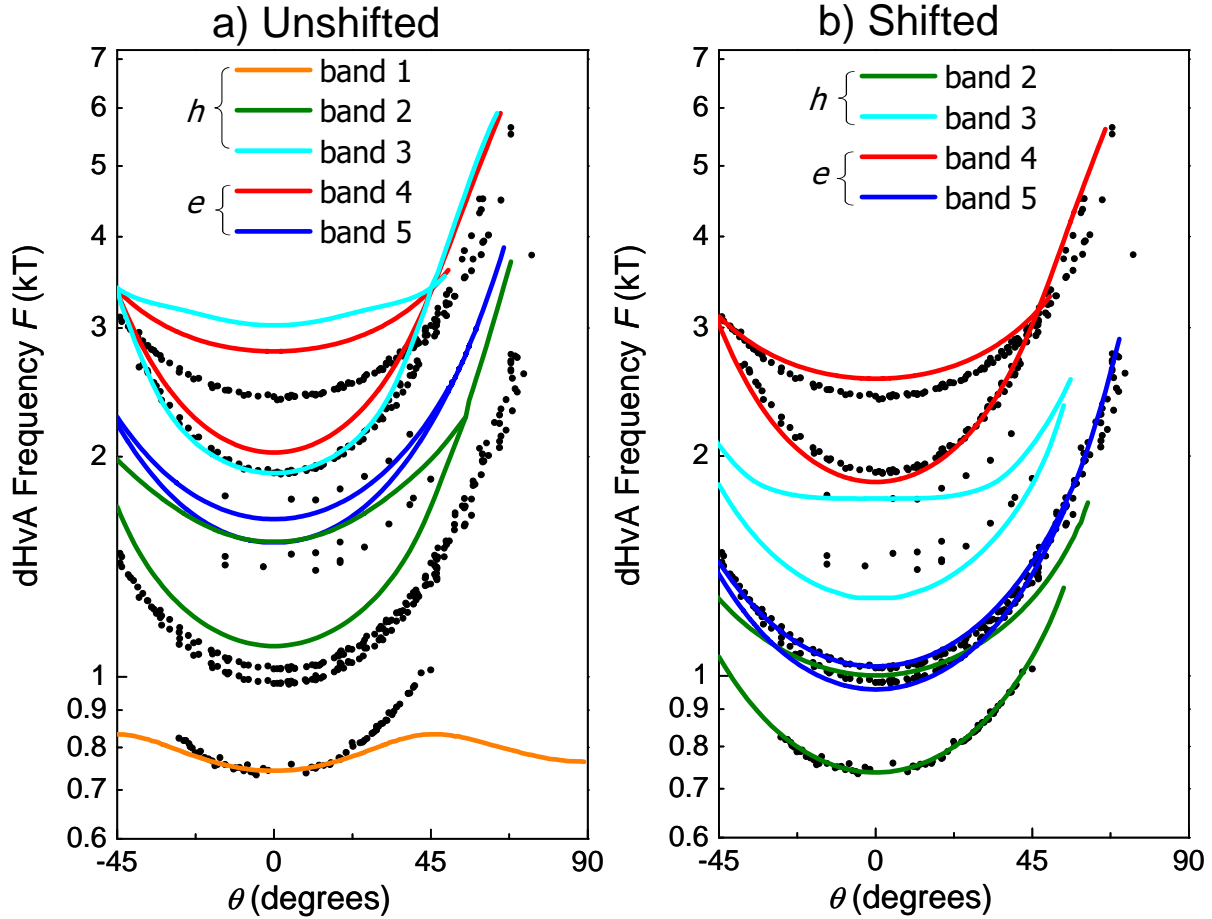 a) Unshifted
7
6
5
4
3
2
1
0.9
0.8
0.7
0.6
-45
0
45
90
dHvA Frequency F (kT)
θ (degrees)
h
band 1
band 2
band 3
e
band 4
band 5
b) Shifted
7
6
5
4
3
2
1
0.9
0.8
0.7
0.6
-45
0
45
90
dHvA Frequency F (kT)
θ (degrees)
h
band 2
band 3
e
band 4
band 5